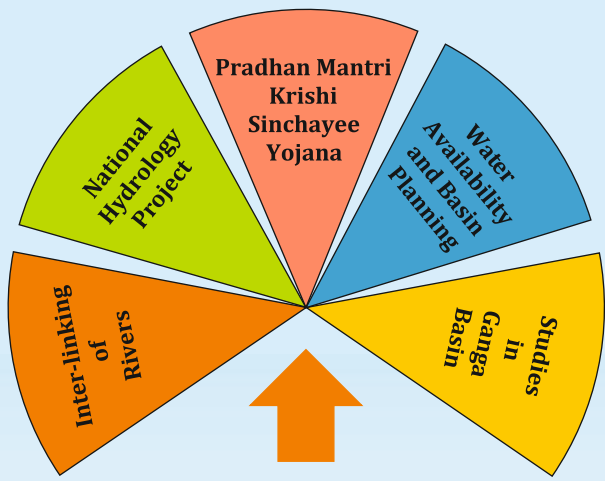 Inter-linking
of
Rivers
National
Hydrology
Project
Pradhan Mantri
Krishi
Sinchayee
Yojana
Water
Availability
and Basin
Planning
Studies
in
Ganga
Basin